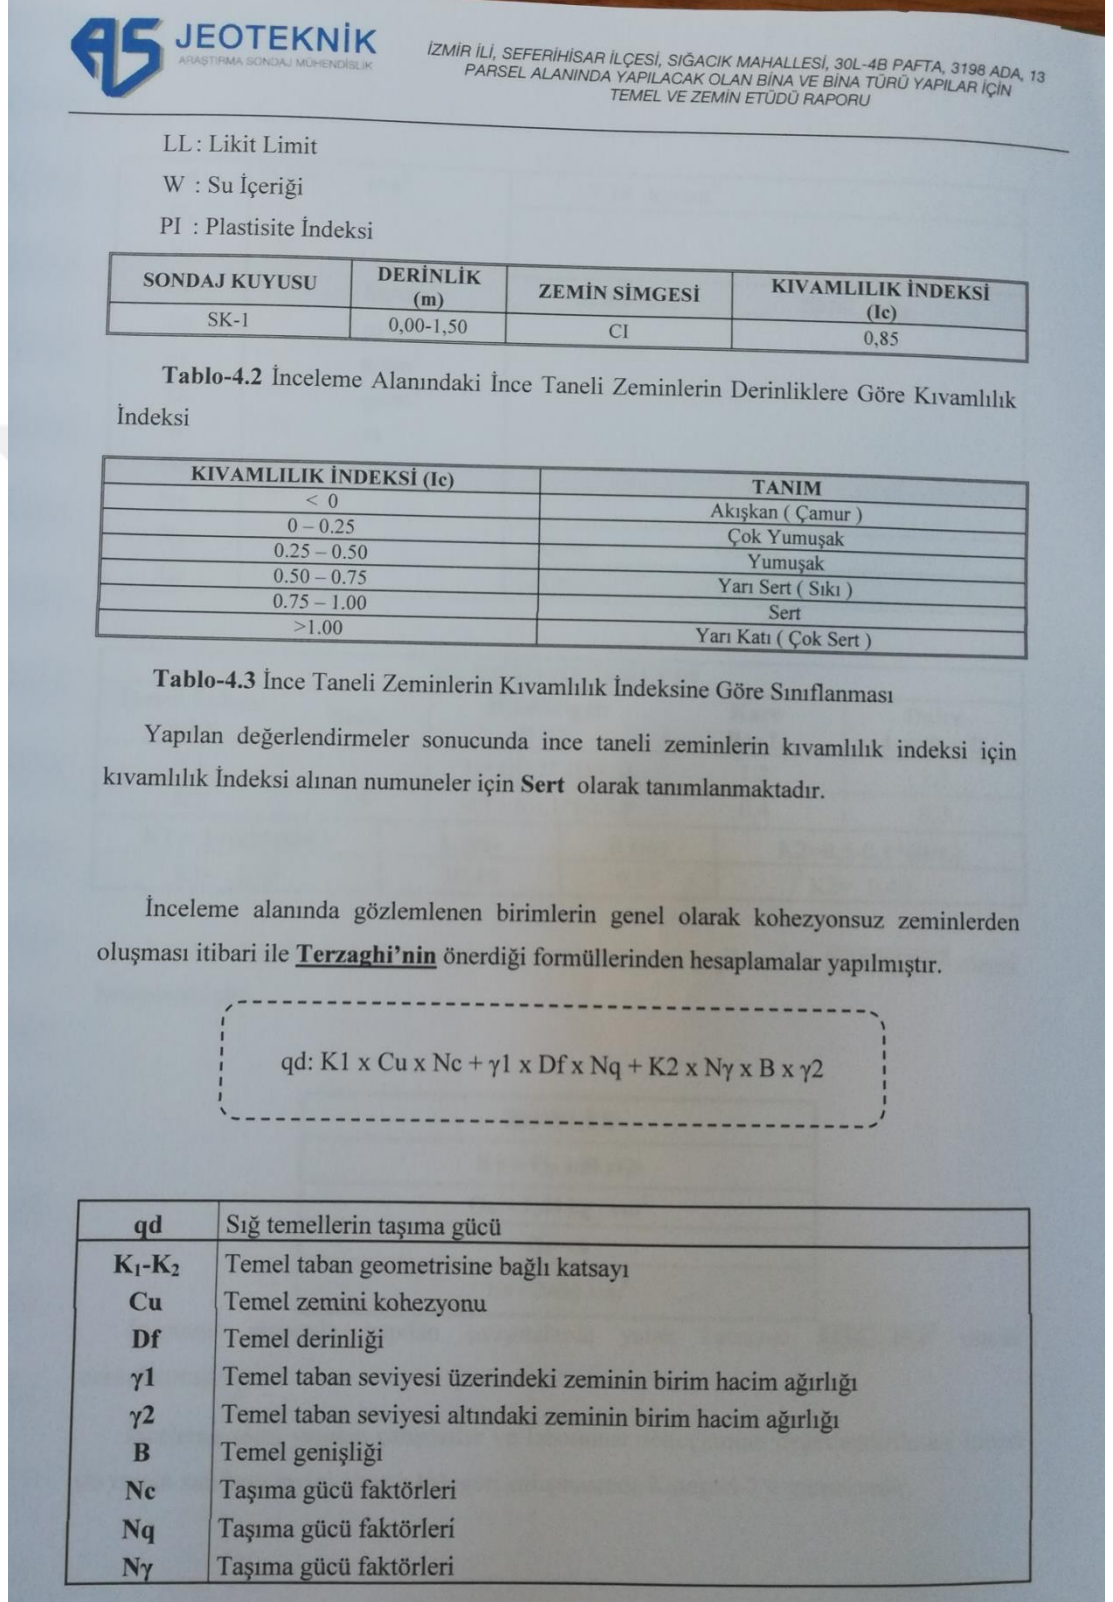 AS JEOTEKNİK
ARAŞTIRMA SONDAJ MÜHENDİSLİK
İZMİR İLİ, SEFERİHİSAR İLÇESİ, SIĞACIK MAHALLESİ, 30L-4B PAFTA, 3198 ADA, 13
PARSEL ALANINDA YAPILACAK OLAN BİNA VE BİNA TÜRÜ YAPILAR İÇİN
TEMEL VE ZEMİN ETÜDÜ RAPORU
LL : Likit Limit
W : Su İçeriği
PI : Plastisite İndeksi
SONDAJ KUYUSU DERİNLİK (m) ZEMİN SİMGESİ KIVAMLILIK İNDEKSİ (Ic)
SK-1 0,00-1,50 CI 0,85
Tablo-4.2 İnceleme Alanındaki İnce Taneli Zeminlerin Derinliklere Göre Kıvamlılık
İndeksi
KIVAMLILIK İNDEKSİ (Ic) TANIM
< 0 Akışkan ( Çamur )
0 – 0.25 Çok Yumuşak
0.25 – 0.50 Yumuşak
0.50 – 0.75 Yarı Sert ( Sıkı )
0.75 – 1.00 Sert
>1.00 Yarı Katı ( Çok Sert )
Tablo-4.3 İnce Taneli Zeminlerin Kıvamlılık İndeksine Göre Sınıflanması
Yapılan değerlendirmeler sonucunda ince taneli zeminlerin kıvamlılık indeksi için
kıvamlılık İndeksi alınan numuneler için Sert olarak tanımlanmaktadır.
İnceleme alanında gözlemlenen birimlerin genel olarak kohezyonsuz zeminlerden
oluşması itibari ile Terzaghi’nin önerdiği formüllerinden hesaplamalar yapılmıştır.
qd: K1 x Cu x Nc + γ1 x Df x Nq + K2 x Nγ x B x γ2
qd Sığ temellerin taşıma gücü
K₁-K₂ Temel taban geometrisine bağlı katsayı
Cu Temel zemini kohezyonu
Df Temel derinliği
γ1 Temel taban seviyesi üzerindeki zeminin birim hacim ağırlığı
γ2 Temel taban seviyesi altındaki zeminin birim hacim ağırlığı
B Temel genişliği
Nc Taşıma gücü faktörleri
Nq Taşıma gücü faktörleri
Nγ Taşıma gücü faktörleri